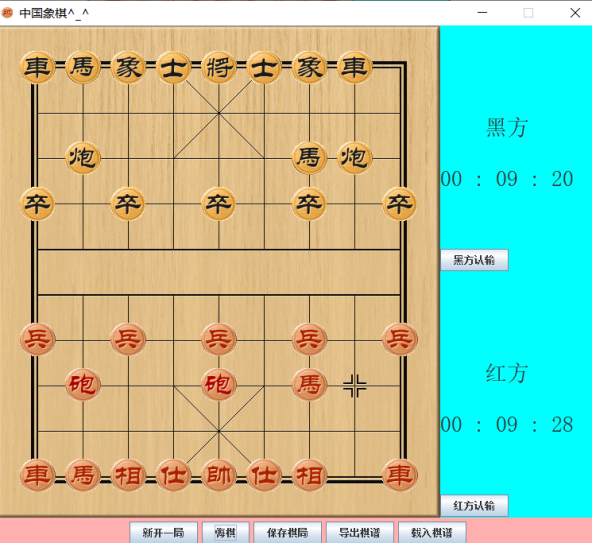 中国象棋^_^
車馬象士將士象車
炮馬炮
卒卒卒卒卒
兵兵兵兵兵
砲砲馬
車馬相仕帥仕相車
黑方
00 : 09 : 20
黑方认输
红方
00 : 09 : 28
红方认输
新开一局
悔棋
保存棋局
导出棋谱
载入棋谱